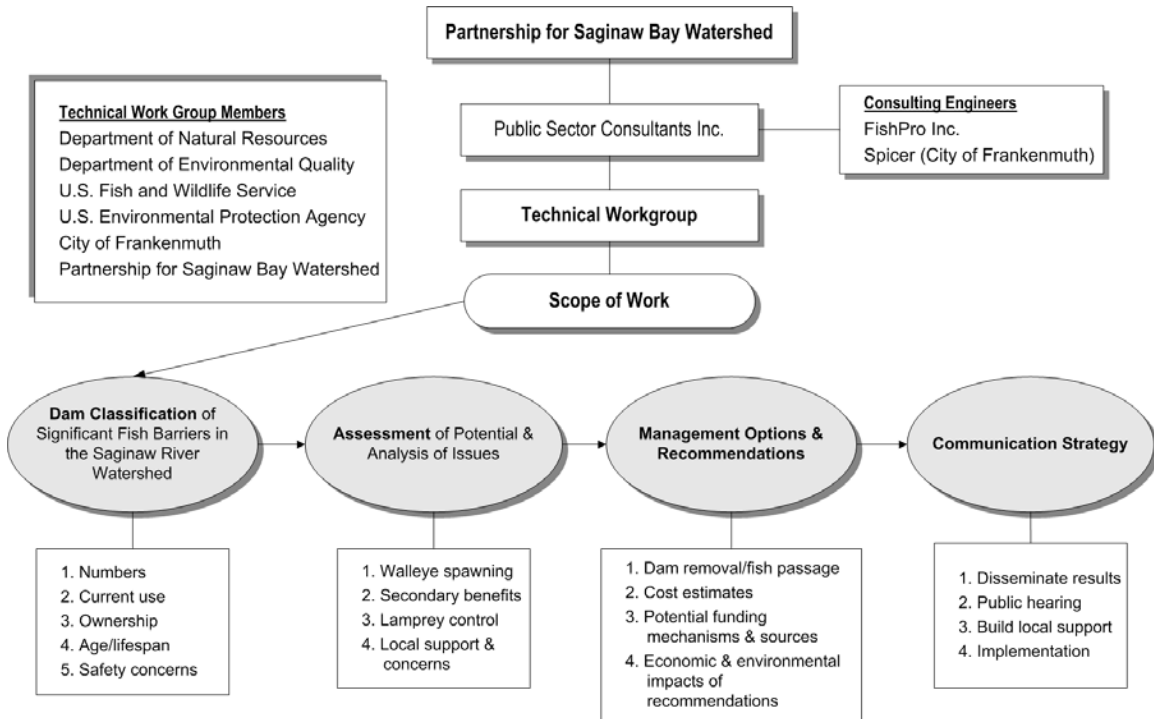 Partnership for Saginaw Bay Watershed
Technical Work Group Members
Department of Natural Resources
Department of Environmental Quality
U.S. Fish and Wildlife Service
U.S. Environmental Protection Agency
City of Frankenmuth
Partnership for Saginaw Bay Watershed
Public Sector Consultants Inc.
Consulting Engineers
FishPro Inc.
Spicer (City of Frankenmuth)
Technical Workgroup
Scope of Work
Dam Classification of
Significant Fish Barriers in
the Saginaw River
Watershed
Assessment of Potential &
Analysis of Issues
Management Options &
Recommendations
Communication Strategy
1. Numbers
2. Current use
3. Ownership
4. Age/lifespan
5. Safety concerns
1. Walleye spawning
2. Secondary benefits
3. Lamprey control
4. Local support &
concerns
1. Dam removal/fish passage
2. Cost estimates
3. Potential funding
mechanisms & sources
4. Economic & environmental
impacts of
recommendations
1. Disseminate results
2. Public hearing
3. Build local support
4. Implementation